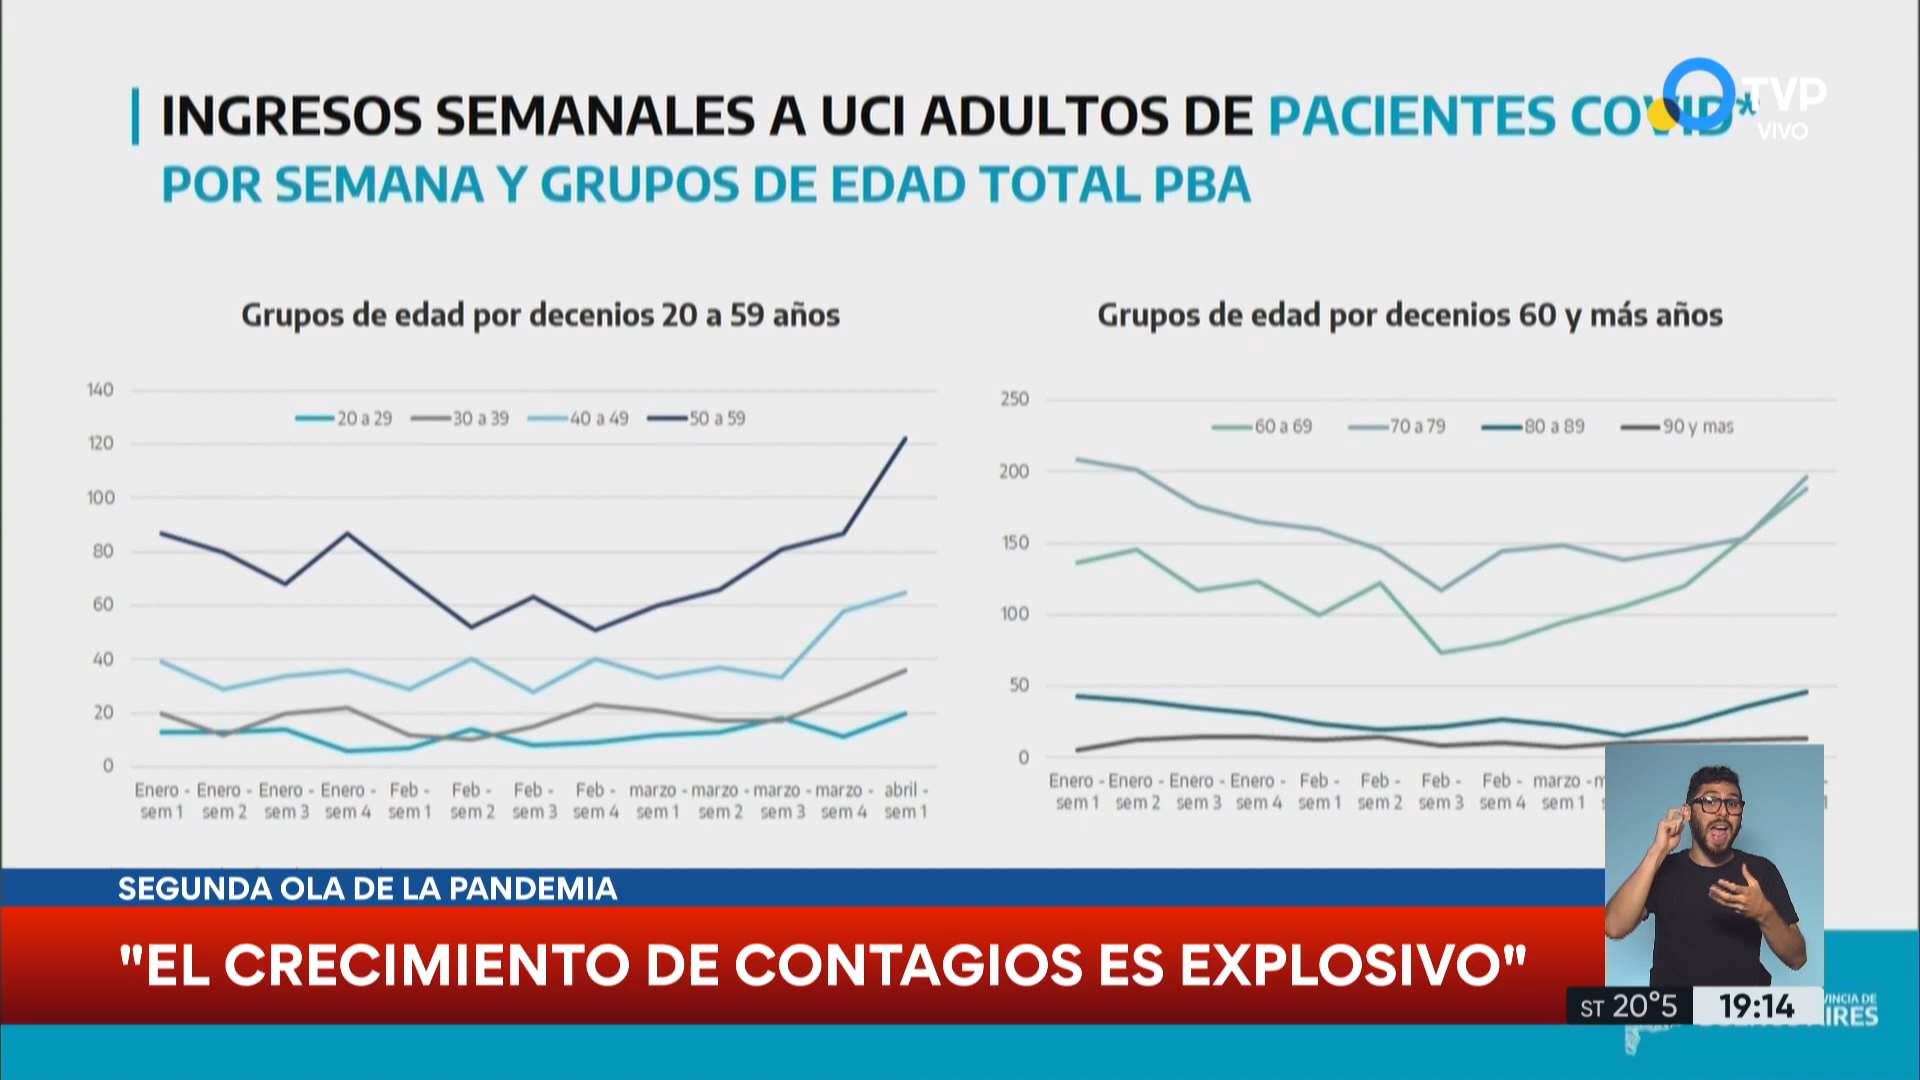 INGRESOS SEMANALES A UCI ADULTOS DE PACIENTES COVID*
POR SEMANA Y GRUPOS DE EDAD TOTAL PBA
TVP
VIVO
Grupos de edad por decenios 20 a 59 años
140
120
100
80
60
40
20
0
20 a 29 30 a 39 40 a 49 50 a 59
Enero - Enero - Enero - Enero - Feb - Feb - Feb - Feb - marzo - marzo - marzo - marzo - abril -
sem 1 sem 2 sem 3 sem 4 sem 1 sem 2 sem 3 sem 4 sem 1 sem 2 sem 3 sem 4 sem 1
Grupos de edad por decenios 60 y más años
250
200
150
100
50
0
60 a 69 70 a 79 80 a 89 90 y mas
Enero - Enero - Enero - Enero - Feb - Feb - Feb - Feb - marzo -
sem 1 sem 2 sem 3 sem 4 sem 1 sem 2 sem 3 sem 4 sem 1
SEGUNDA OLA DE LA PANDEMIA
"EL CRECIMIENTO DE CONTAGIOS ES EXPLOSIVO"
ST 20°5 19:14